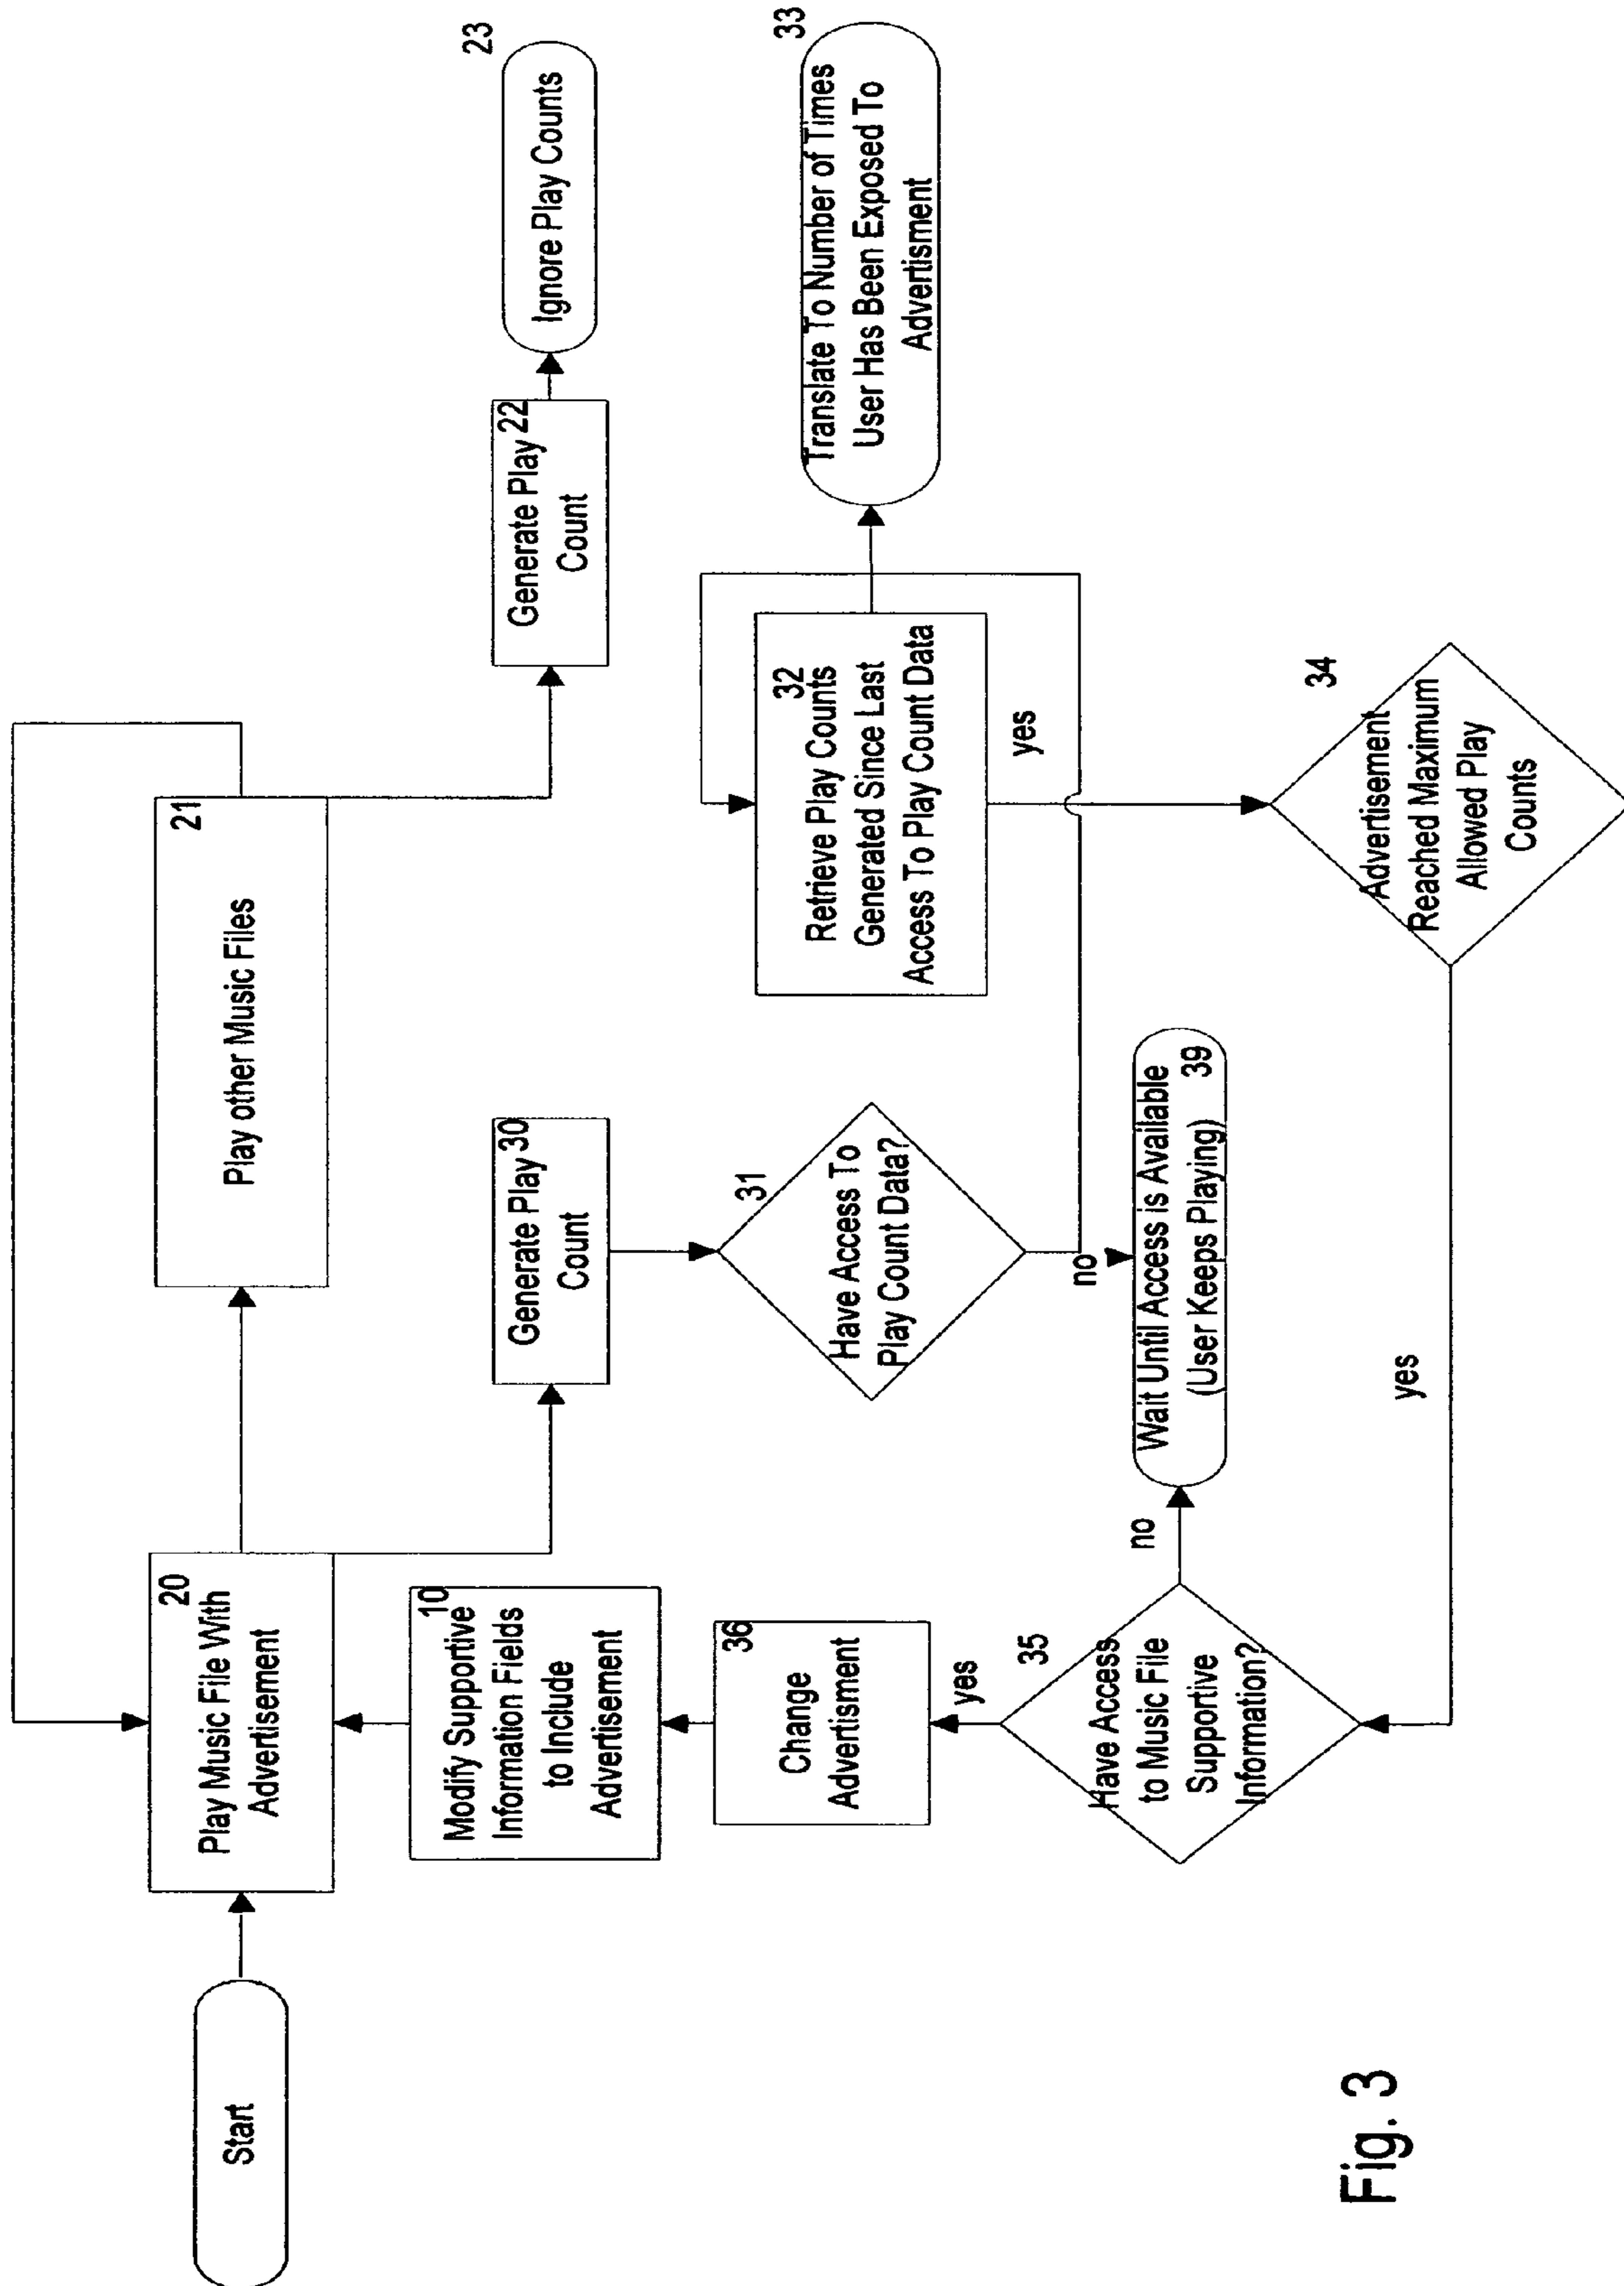 Start
20
Play Music File With
Advertisement
21
Play other Music Files
10
Modify Supportive
Information Fields
to Include
Advertisement
Generate Play 30
Count
Generate Play 22
Count
23
Ignore Play Counts
36
Change
Advertisment
31
Have Access To
Play Count Data?
32
Retrieve Play Counts
Generated Since Last
Access To Play Count Data
33
Translate To Number of Times
User Has Been Exposed To
Advertisment
yes
yes
no
no
35
Have Access
to Music File
Supportive
Information?
Wait Until Access is Available
(User Keeps Playing) 39
34
Advertisement
Reached Maximum
Allowed Play
Counts
yes
Fig. 3